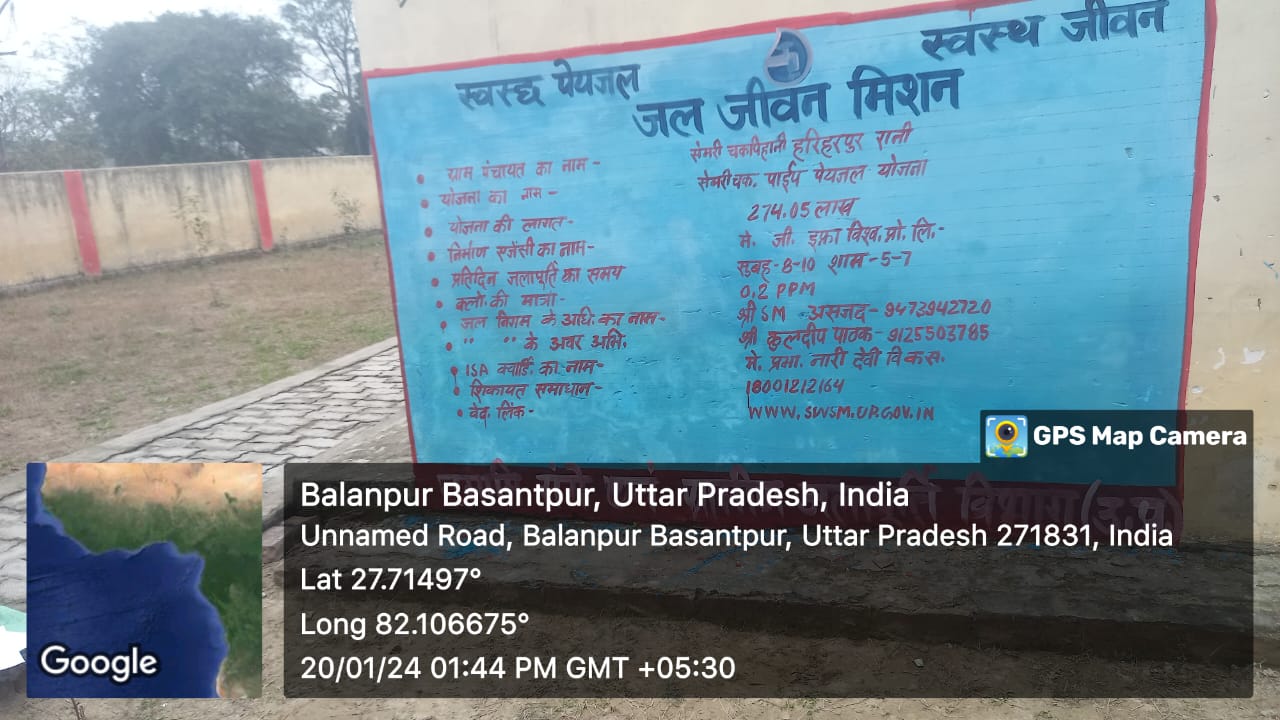 स्वच्छ पेयजल
स्वस्थ जीवन
जल जीवन मिशन
• ग्राम पंचायत का नाम - सेमरी चकपिहानी हरिहरपुर रानी
• योजना का नाम - सेमरीचक. पाईप पेयजल योजना
• योजना की लागत- 274.05 लाख
• निर्माण एजेंसी का नाम- मे. जी. इफ्रा विश्व. प्रो. लि.-
• प्रतिदिन जलापूर्ति का समय सुबह-8-10 शाम-5-7
• क्लो. की मात्रा- 0.2 PPM
• जल निगम के अधि. का नाम- श्री SM असजद- 9473942720
• " " के अवर अभि. श्री कुलदीप पाठक- 9125503785
• ISA क्यार्डि. का नाम- मे. प्रभा. नारी देवी विकस.
• शिकायत समाधान- 18001212164
• वेव. लिंक- WWW.SWSM.UP.GOV.IN
विभाग (उ.प्र)
GPS Map Camera
Balanpur Basantpur, Uttar Pradesh, India
Unnamed Road, Balanpur Basantpur, Uttar Pradesh 271831, India
Lat 27.71497°
Long 82.106675°
20/01/24 01:44 PM GMT +05:30
Google